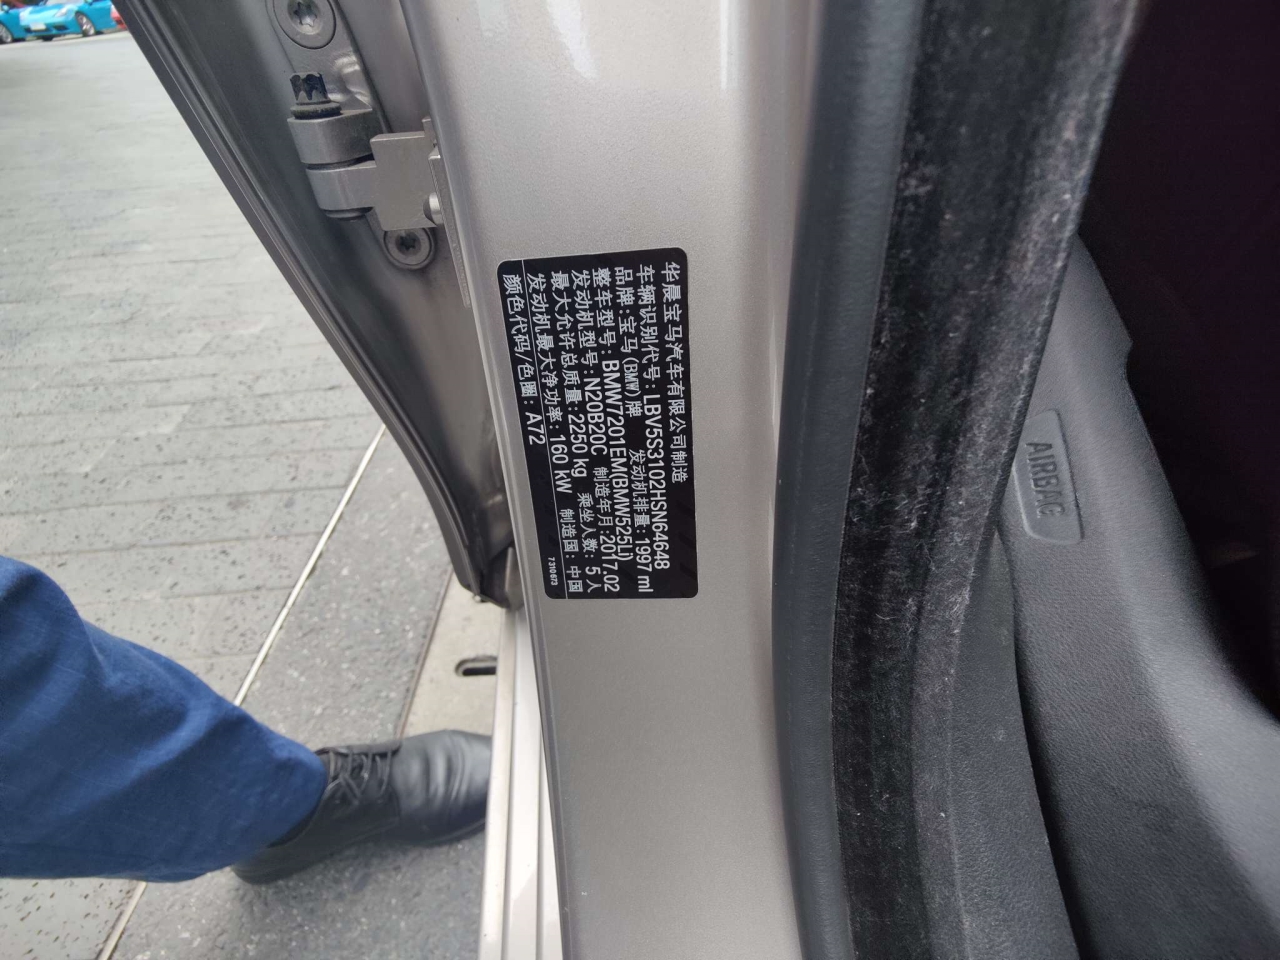 华晨宝马汽车有限公司制造
车辆识别代号：LBV5S3102HSN64648
品牌：宝马(BMW)牌 发动机排量：1997 ml
整车型号：BMW7201EM(BMW525Li)
发动机型号：N20B20C 制造年月：2017.02
最大允许总质量：2250 kg 乘坐人数：5 人
发动机最大净功率：160 kW 制造国：中国
颜色代码/色圈：A72 7310673
AIRBAG